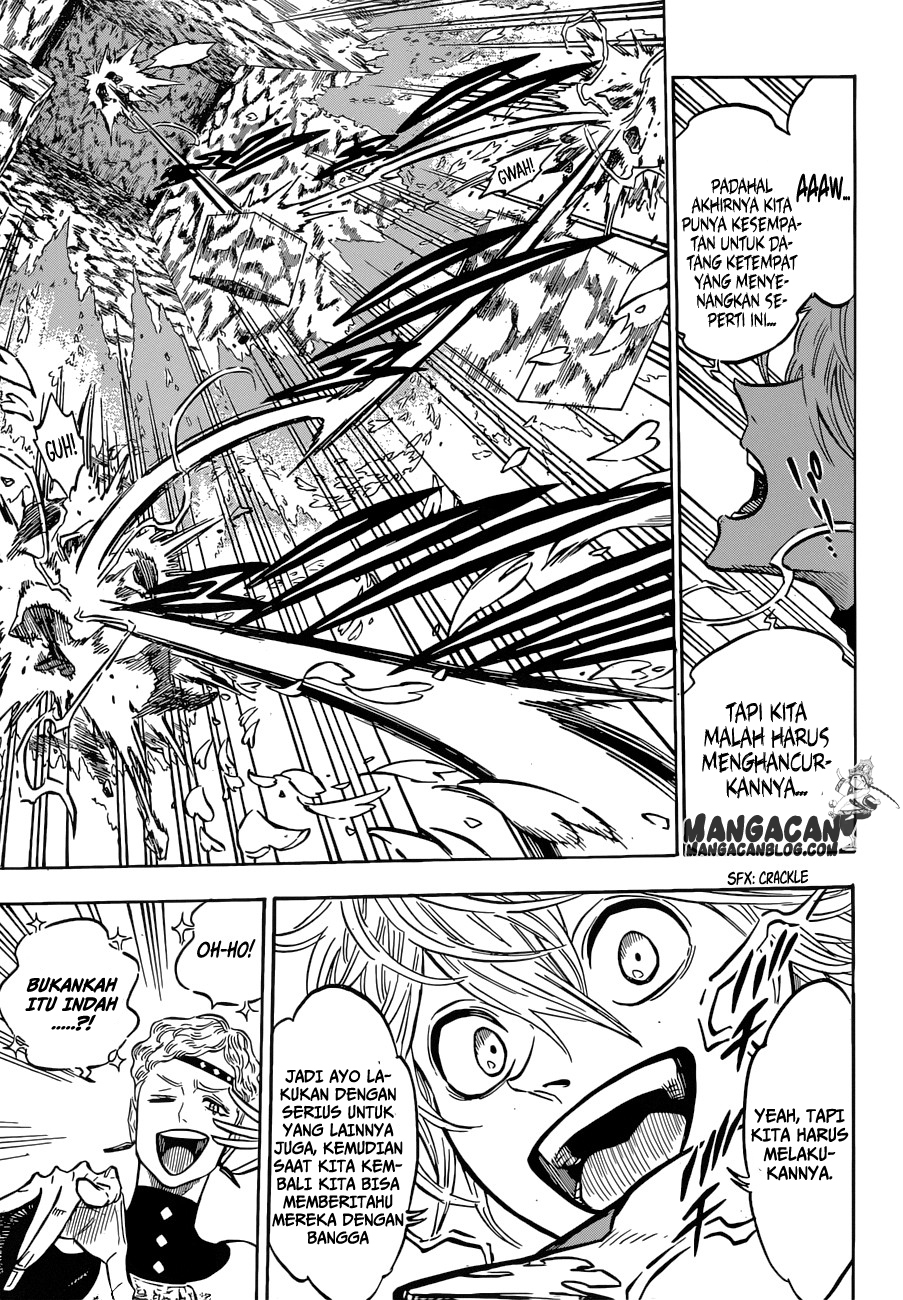 AAAW...
PADAHAL
AKHIRNYA KITA
PUNYA KESEMPA-
TAN UNTUK DA-
TANG KETEMPAT
YANG MENYE-
NANGKAN SE-
PERTI INI...
GWAH!
GUH!
TAPI KITA
MALAH HARUS
MENGHANCUR-
KANNYA...
MANGACAN
MANGACANBLOG.COM
SFX: CRACKLE
YEAH, TAPI
KITA HARUS
MELAKU-
KANNYA.
JADI AYO LA-
KUKAN DENGAN
SERIUS UNTUK
YANG LAINNYA
JUGA, KEMUDIAN
SAAT KITA KEM-
BALI KITA BISA
MEMBERITAHU
MEREKA DENGAN
BANGGA
OH-HO!
BUKANKAH
ITU INDAH
.....?!